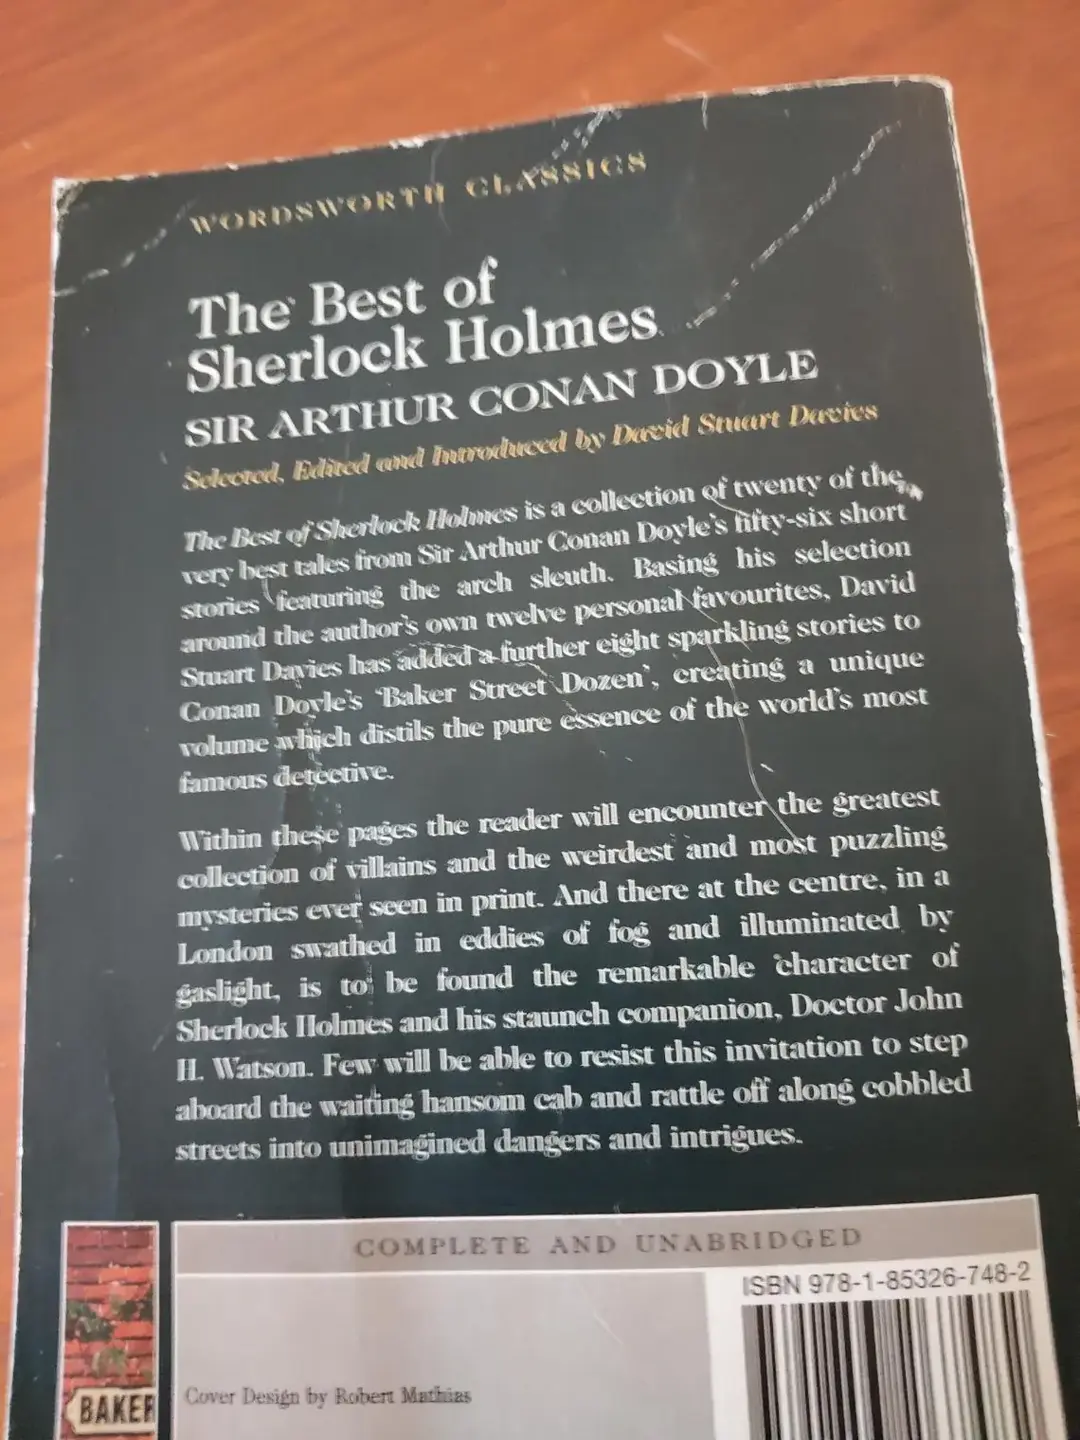 WORDSWORTH CLASSICS
The Best of
Sherlock Holmes
SIR ARTHUR CONAN DOYLE
Selected, Edited and Introduced by David Stuart Davies
The Best of Sherlock Holmes is a collection of twenty of the
very best tales from Sir Arthur Conan Doyle's fifty-six short
stories featuring the arch sleuth. Basing his selection
around the author's own twelve personal favourites, David
Stuart Davies has added a further eight sparkling stories to
Conan Doyle's 'Baker Street Dozen', creating a unique
volume which distils the pure essence of the world's most
famous detective.
Within these pages the reader will encounter the greatest
collection of villains and the weirdest and most puzzling
mysteries ever seen in print. And there at the centre, in a
London swathed in eddies of fog and illuminated by
gaslight, is to be found the remarkable character of
Sherlock Holmes and his staunch companion, Doctor John
H. Watson. Few will be able to resist this invitation to step
aboard the waiting hansom cab and rattle off along cobbled
streets into unimagined dangers and intrigues.
COMPLETE AND UNABRIDGED
ISBN 978-1-85326-748-2
Cover Design by Robert Mathias
BAKER